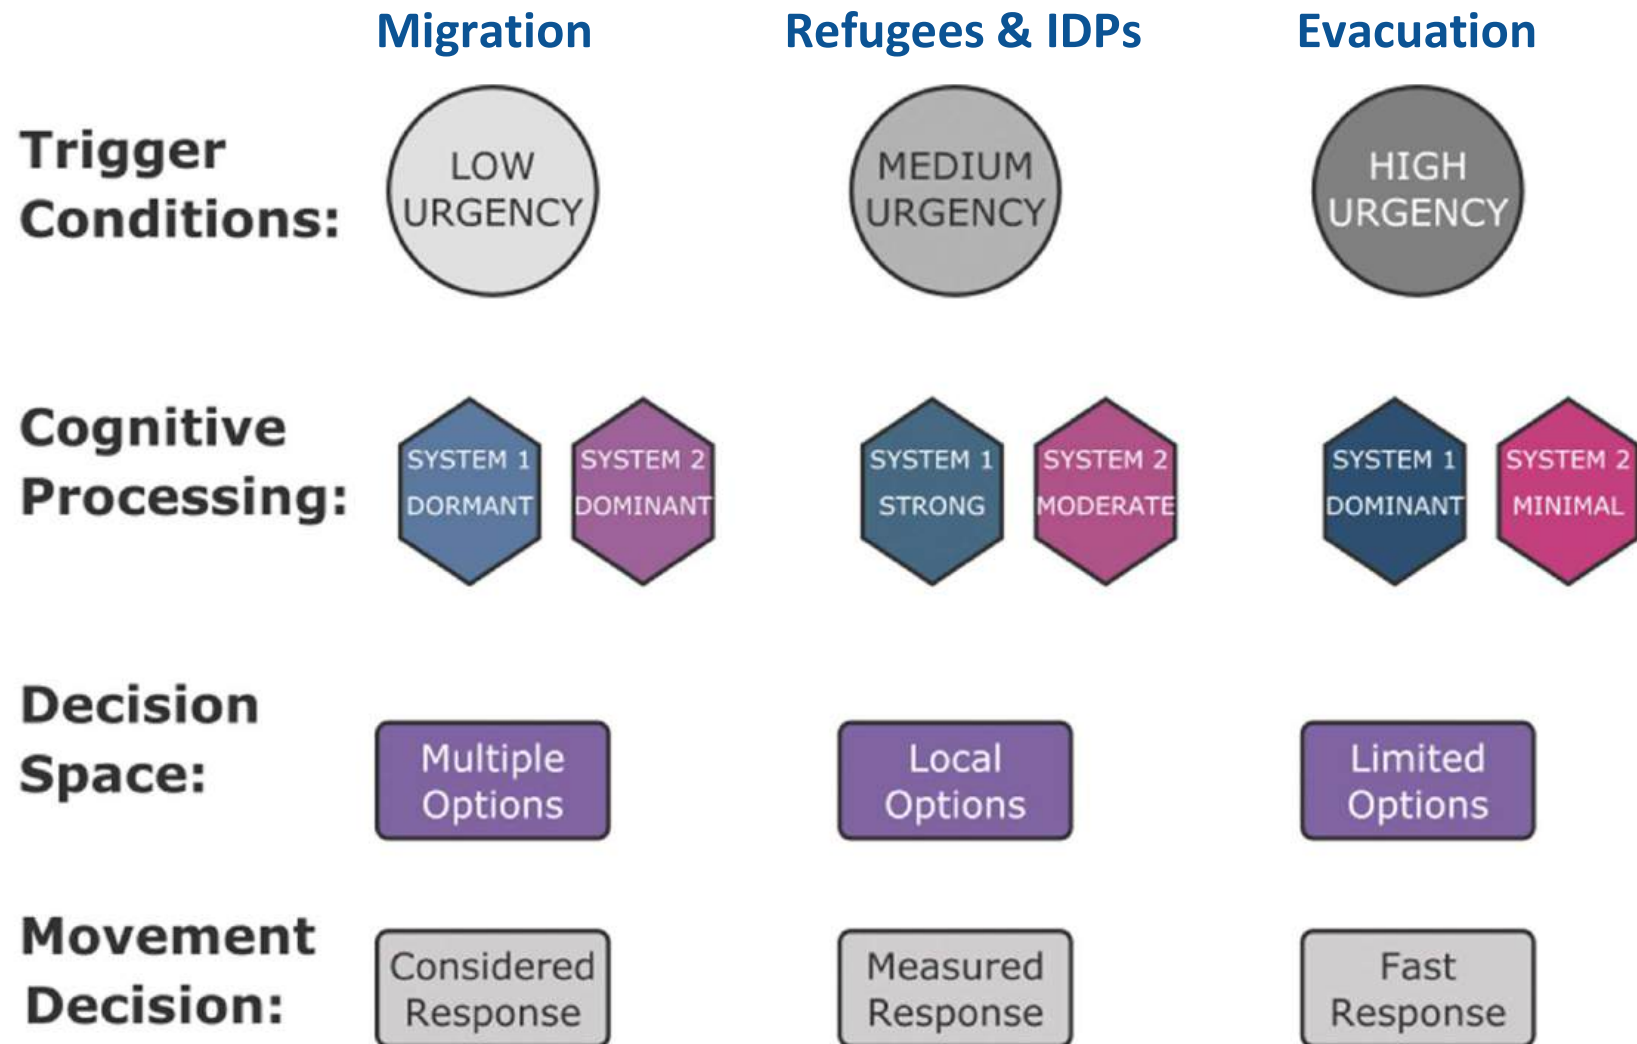 Migration Refugees & IDPs Evacuation
Trigger
Conditions:
LOW
URGENCY
MEDIUM
URGENCY
HIGH
URGENCY
Cognitive
Processing:
SYSTEM 1
DORMANT
SYSTEM 2
DOMINANT
SYSTEM 1
STRONG
SYSTEM 2
MODERATE
SYSTEM 1
DOMINANT
SYSTEM 2
MINIMAL
Decision
Space:
Multiple
Options
Local
Options
Limited
Options
Movement
Decision:
Considered
Response
Measured
Response
Fast
Response